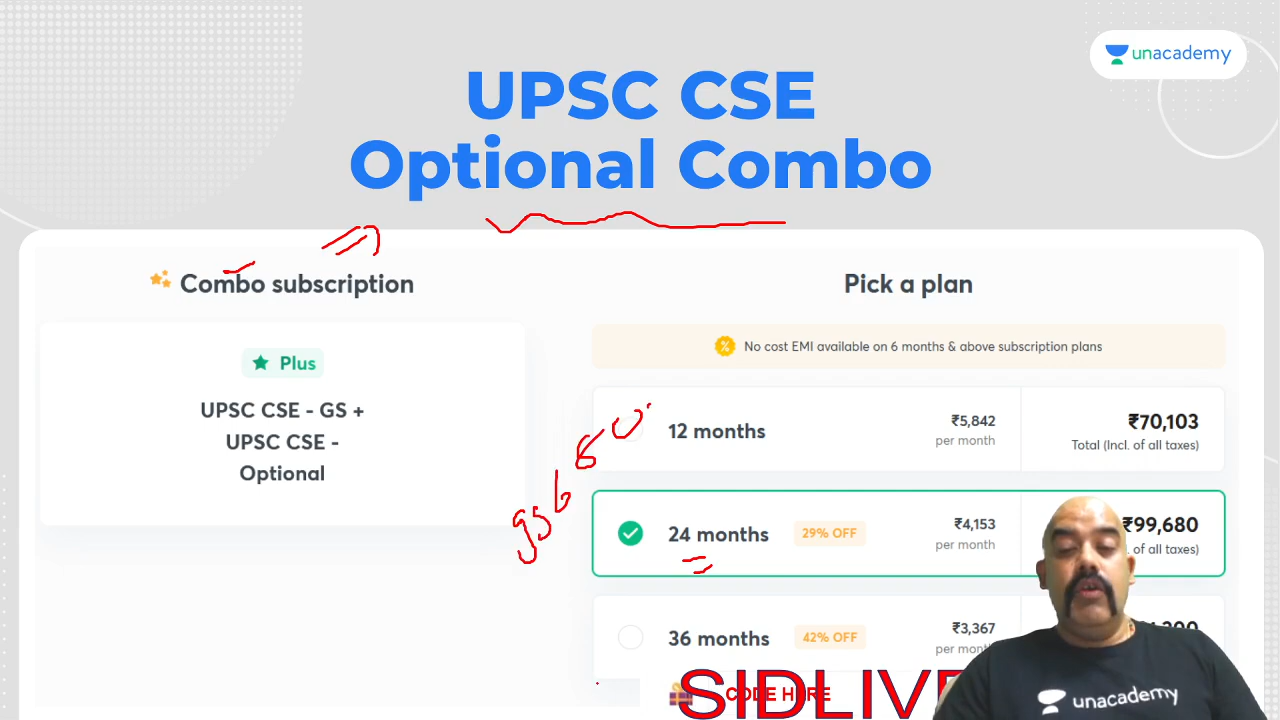 unacademy
UPSC CSE
Optional Combo
Combo subscription
Pick a plan
Plus
UPSC CSE - GS +
UPSC CSE -
Optional
No cost EMI available on 6 months & above subscription plans
12 months
₹5,842
per month
₹70,103
Total (Incl. of all taxes)
24 months
29% OFF
₹4,153
per month
₹99,680
of all taxes)
36 months
42% OFF
₹3,367
per month
CODE HERE
SIDLIVE
unacademy